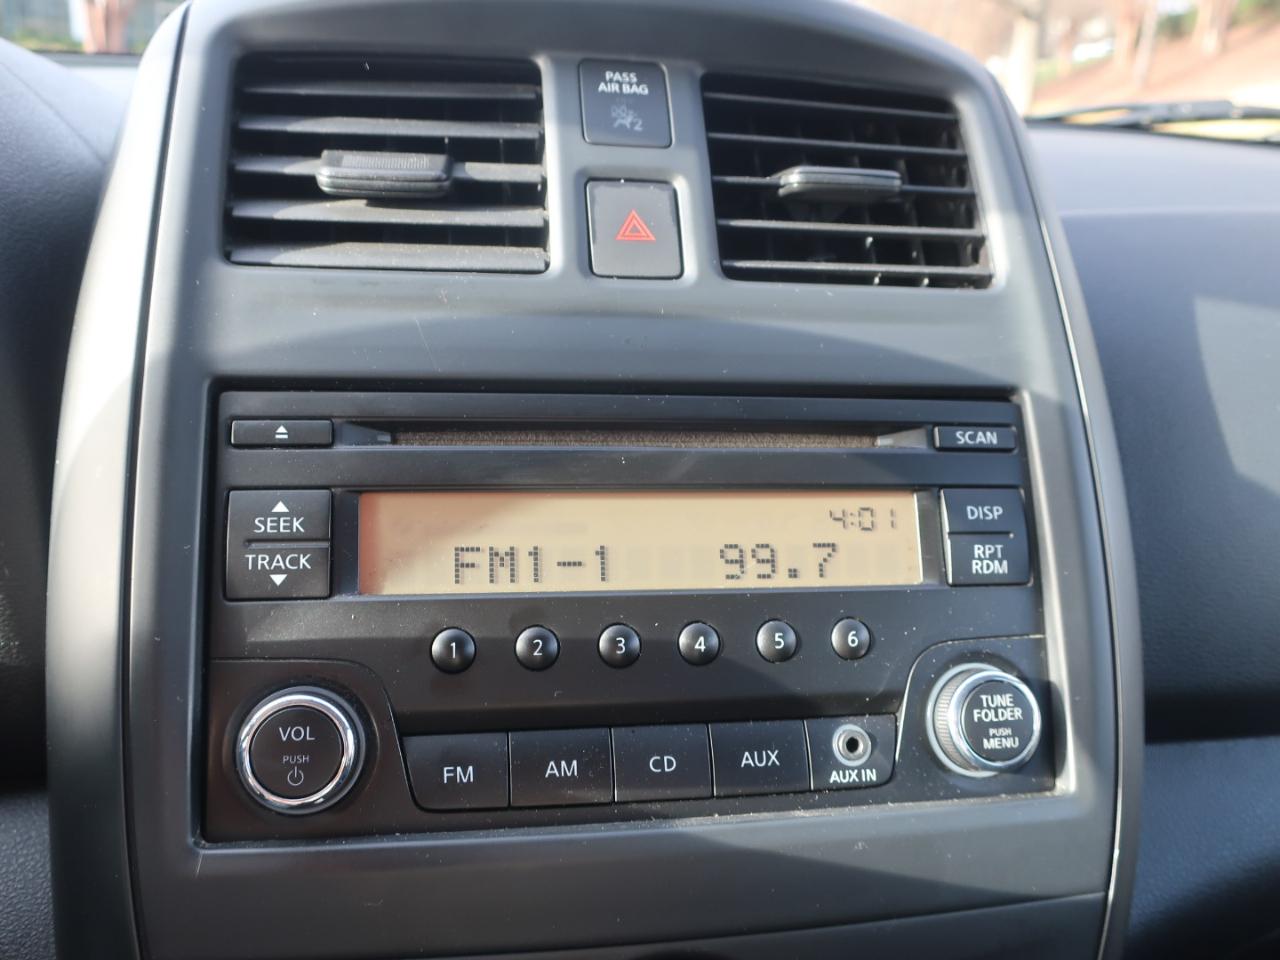 PASS
AIR BAG
2
SCAN
SEEK
TRACK
4:01
FM1-1 99.7
DISP
RPT
RDM
1 2 3 4 5 6
VOL
PUSH
FM AM CD AUX
AUX IN
TUNE
FOLDER
PUSH
MENU